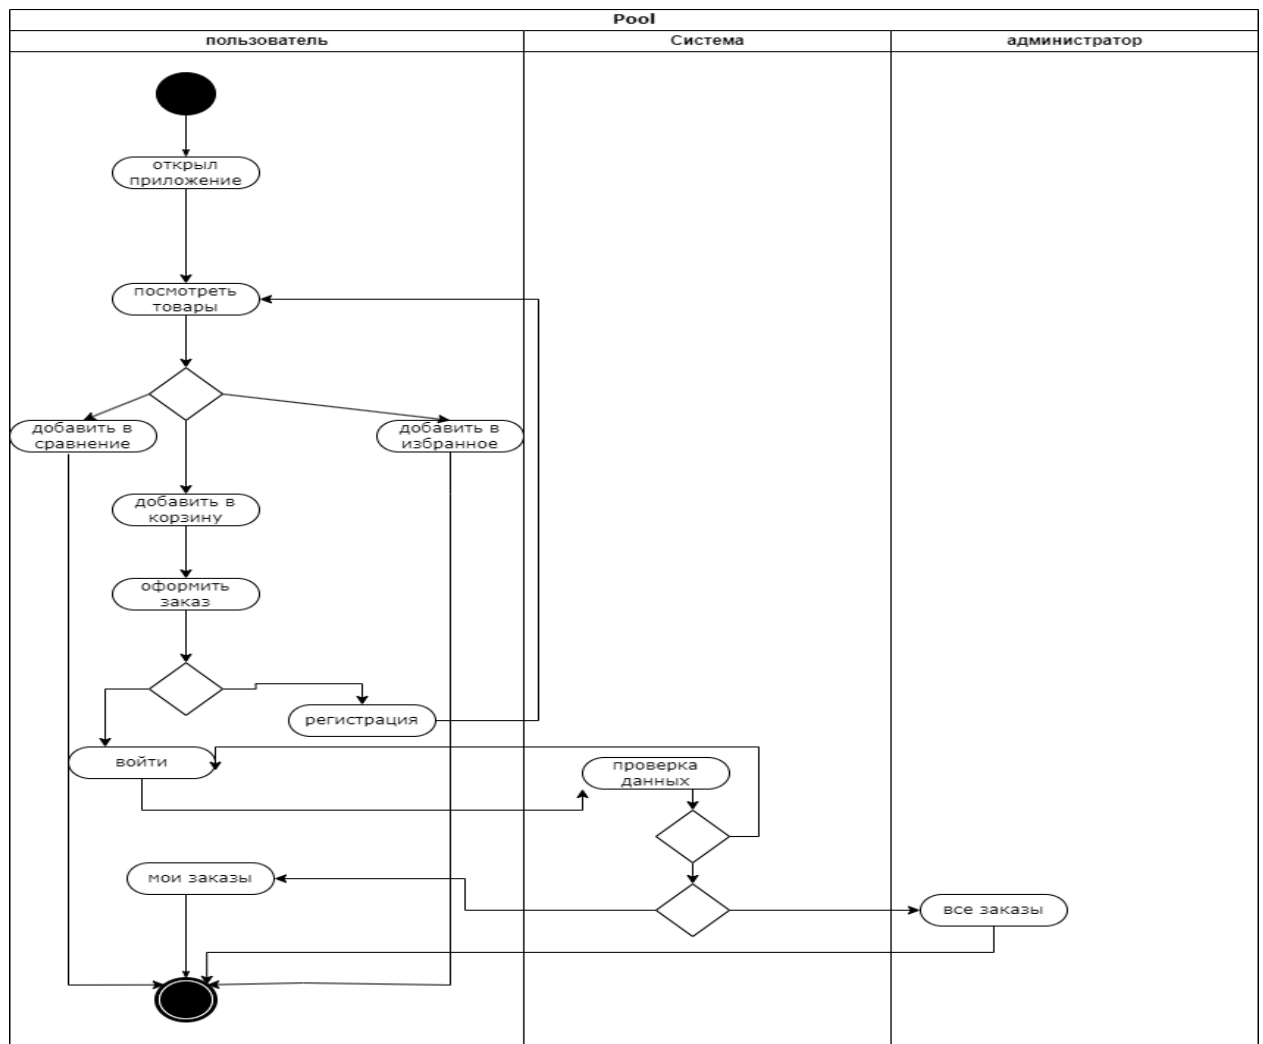 Pool
пользователь
Система
администратор
открыл
приложение
посмотреть
товары
добавить в
сравнение
добавить в
избранное
добавить в
корзину
оформить
заказ
регистрация
войти
проверка
данных
мои заказы
все заказы